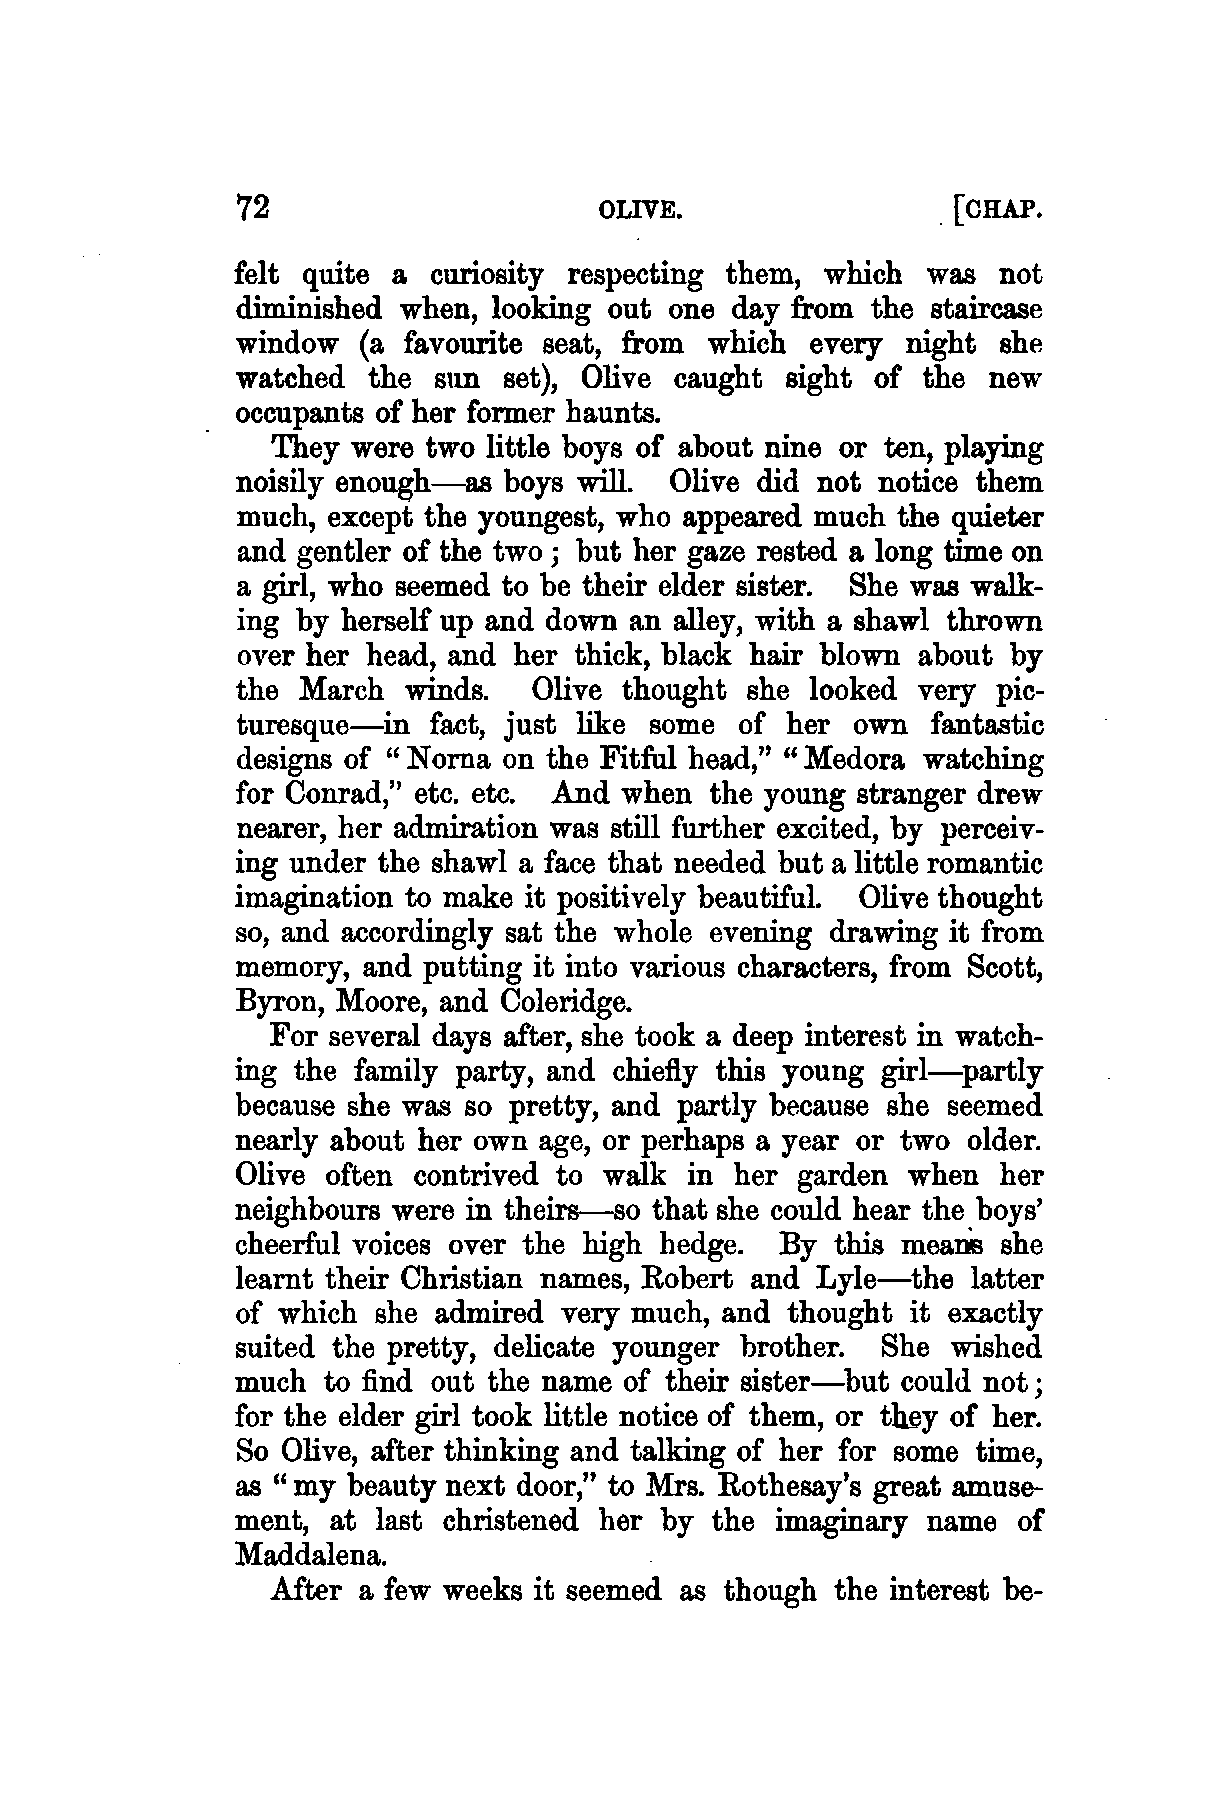 72 OLIVE. [CHAP.
felt quite a curiosity respecting them, which was not
diminished when, looking out one day from the staircase
window (a favourite seat, from which every night she
watched the sun set), Olive caught sight of the new
occupants of her former haunts.
They were two little boys of about nine or ten, playing
noisily enough—as boys will. Olive did not notice them
much, except the youngest, who appeared much the quieter
and gentler of the two; but her gaze rested a long time on
a girl, who seemed to be their elder sister. She was walk-
ing by herself up and down an alley, with a shawl thrown
over her head, and her thick, black hair blown about by
the March winds. Olive thought she looked very pic-
turesque—in fact, just like some of her own fantastic
designs of "Norna on the Fitful head," "Medora watching
for Conrad," etc. etc. And when the young stranger drew
nearer, her admiration was still further excited, by perceiv-
ing under the shawl a face that needed but a little romantic
imagination to make it positively beautiful. Olive thought
so, and accordingly sat the whole evening drawing it from
memory, and putting it into various characters, from Scott,
Byron, Moore, and Coleridge.
For several days after, she took a deep interest in watch-
ing the family party, and chiefly this young girl—partly
because she was so pretty, and partly because she seemed
nearly about her own age, or perhaps a year or two older.
Olive often contrived to walk in her garden when her
neighbours were in theirs—so that she could hear the boys'
cheerful voices over the high hedge. By this means she
learnt their Christian names, Robert and Lyle—the latter
of which she admired very much, and thought it exactly
suited the pretty, delicate younger brother. She wished
much to find out the name of their sister—but could not;
for the elder girl took little notice of them, or they of her.
So Olive, after thinking and talking of her for some time,
as "my beauty next door," to Mrs. Rothesay's great amuse-
ment, at last christened her by the imaginary name of
Maddalena.
After a few weeks it seemed as though the interest be-